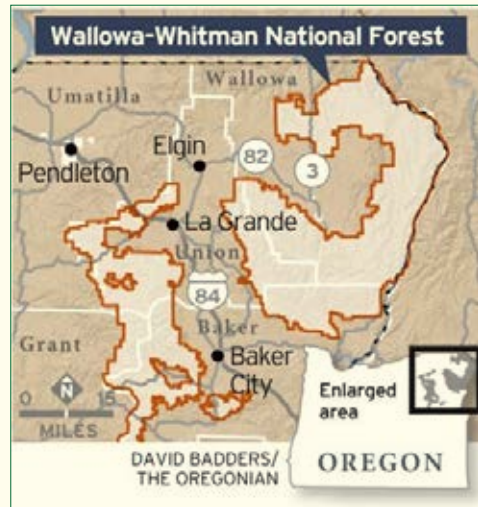 Wallowa-Whitman National Forest
Wallowa
Umatilla
Elgin
82
3
Pendleton
La Grande
Union
84
Grant
Baker
Baker
City
N
0 15
MILES
Enlarged
area
DAVID BADDERS/
THE OREGONIAN
OREGON